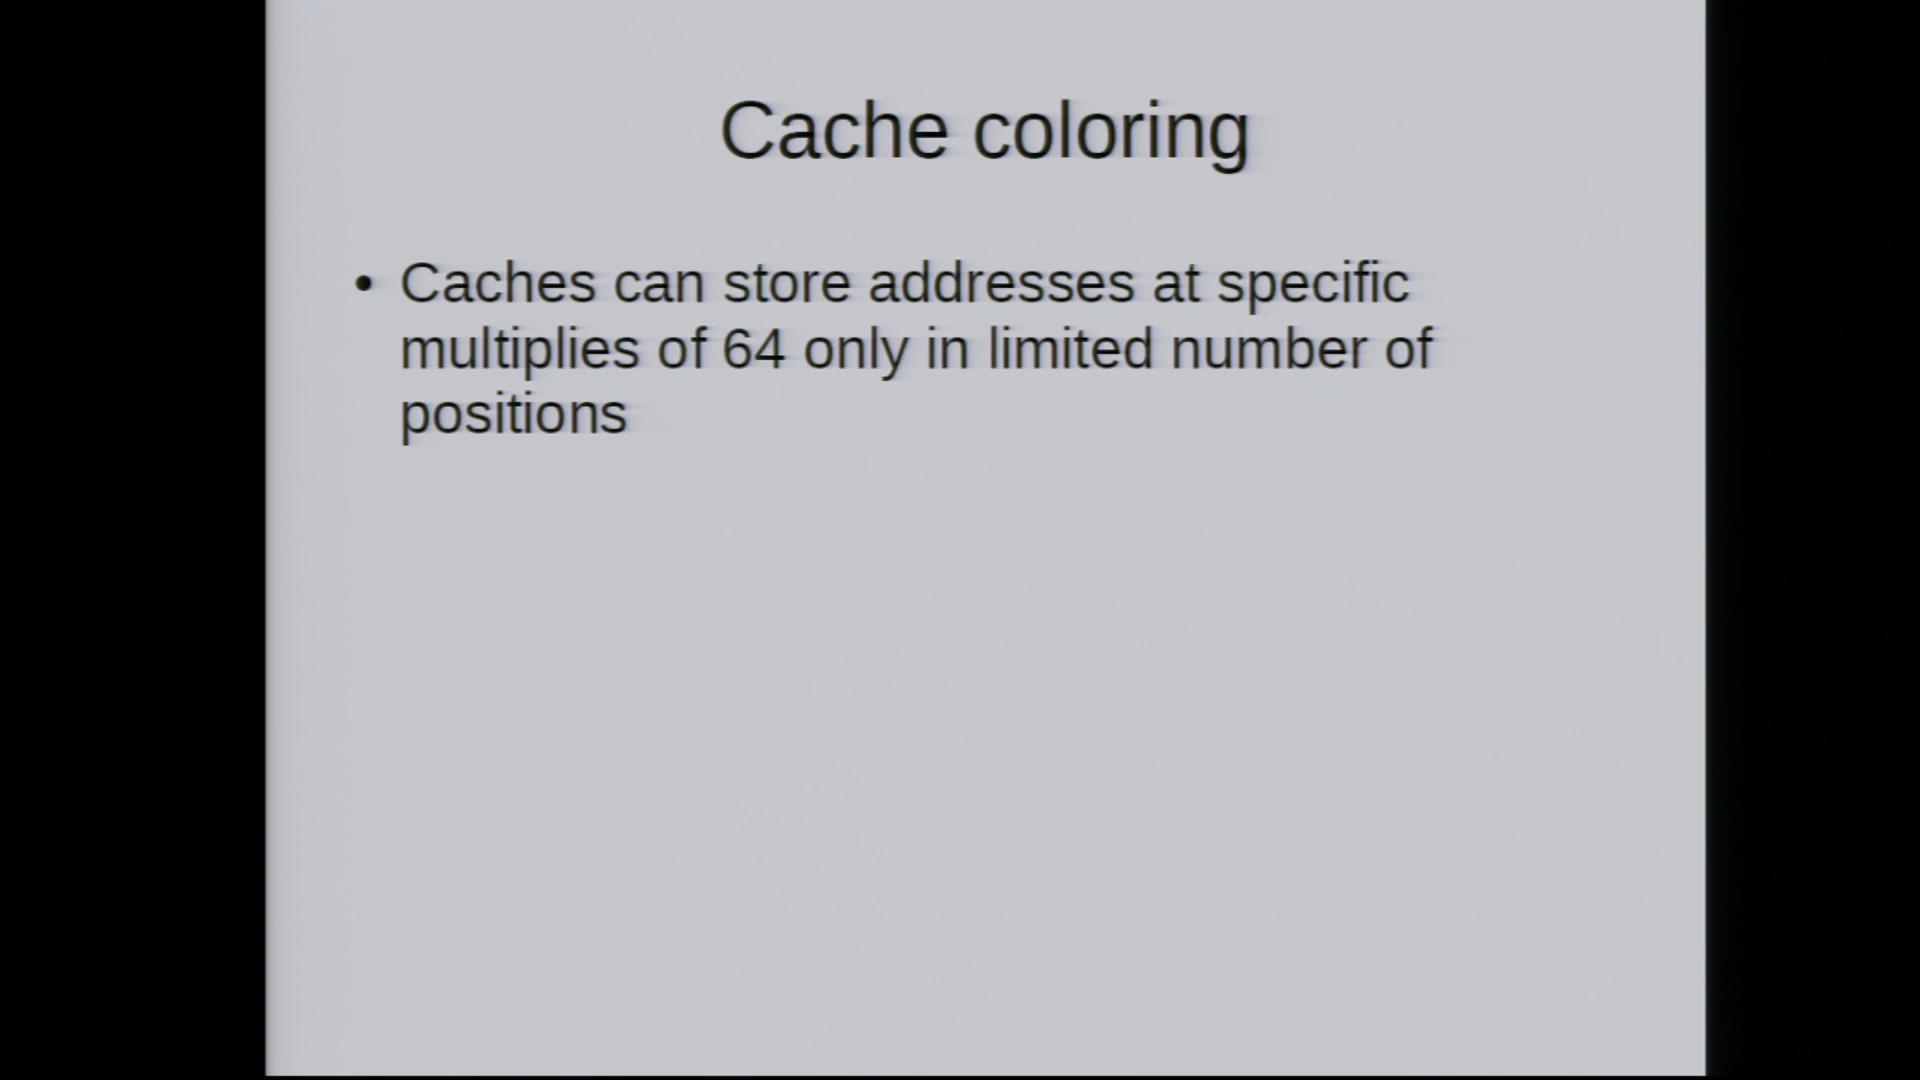 Cache coloring
• Caches can store addresses at specific
multiplies of 64 only in limited number of
positions